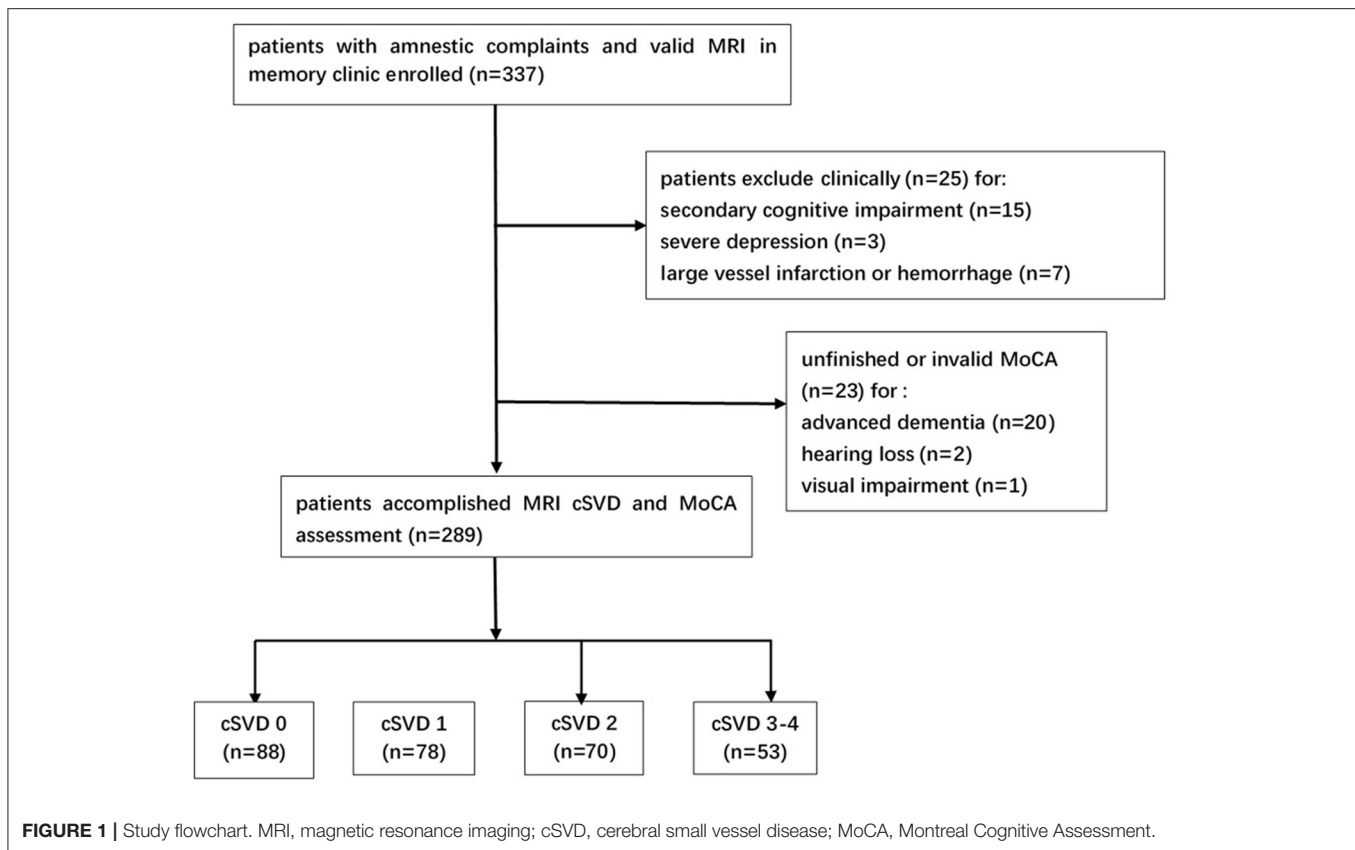 patients with amnestic complaints and valid MRI in
memory clinic enrolled (n=337)
patients exclude clinically (n=25) for:
secondary cognitive impairment (n=15)
severe depression (n=3)
large vessel infarction or hemorrhage (n=7)
unfinished or invalid MoCA
(n=23) for :
advanced dementia (n=20)
hearing loss (n=2)
visual impairment (n=1)
patients accomplished MRI cSVD and MoCA
assessment (n=289)
cSVD 0
(n=88)
cSVD 1
(n=78)
cSVD 2
(n=70)
cSVD 3-4
(n=53)
FIGURE 1 | Study flowchart. MRI, magnetic resonance imaging; cSVD, cerebral small vessel disease; MoCA, Montreal Cognitive Assessment.